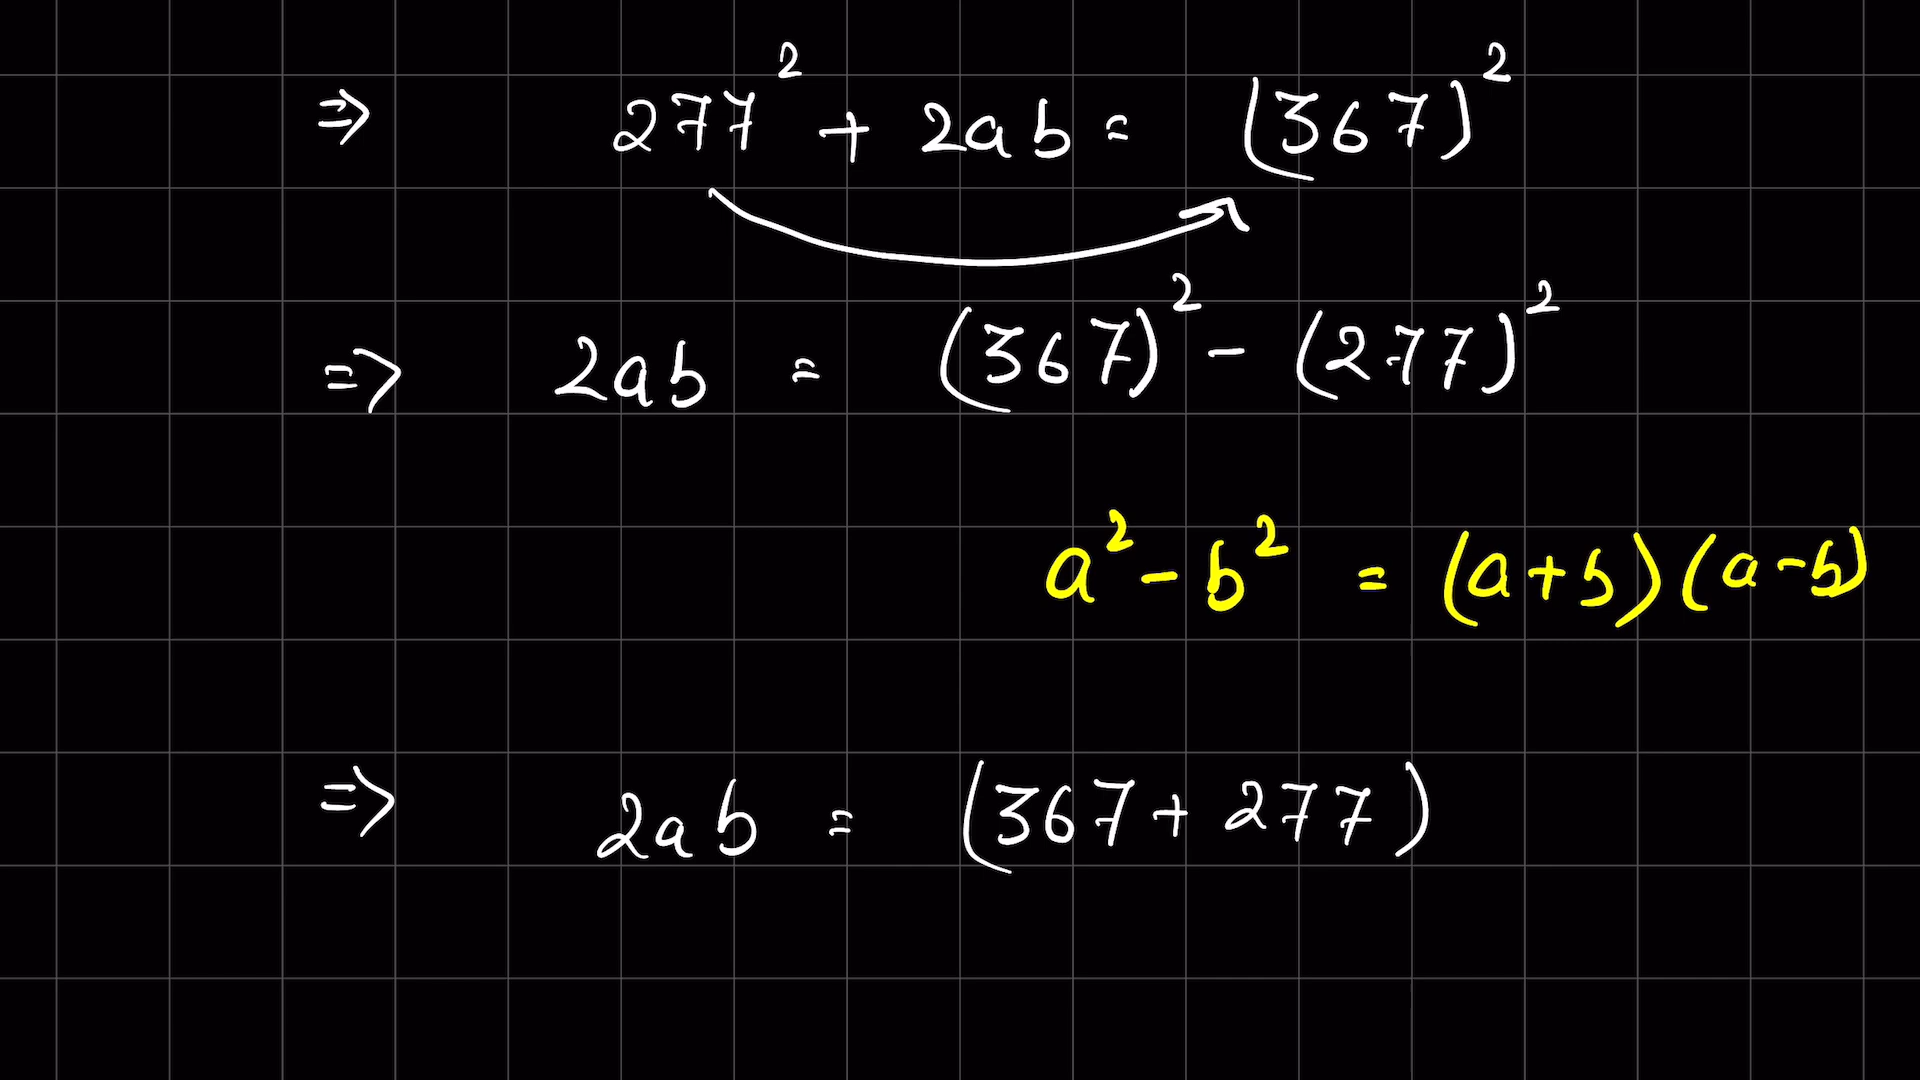 ⇒ 277² + 2ab = (367)²
⇒ 2ab = (367)² - (277)²
a² - b² = (a+b)(a-b)
⇒ 2ab = (367 + 277)